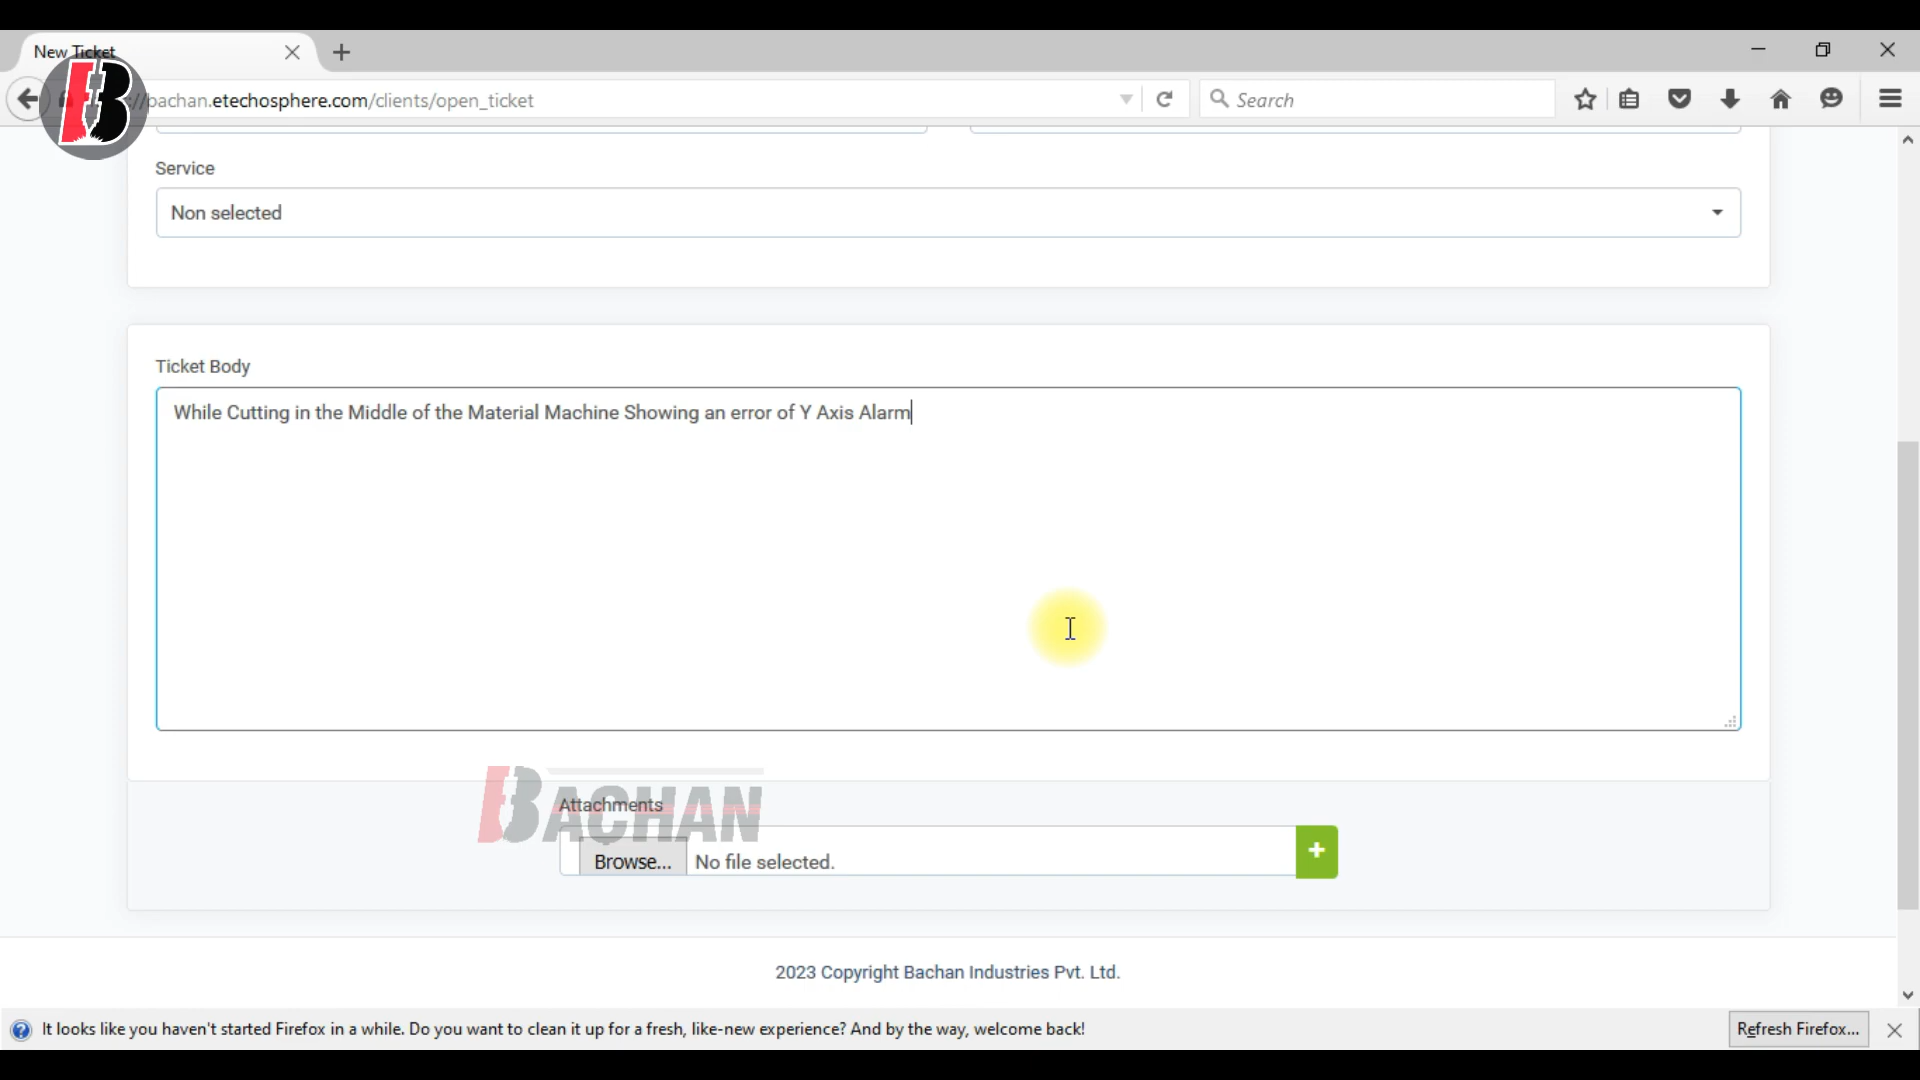 New Ticket
bachan.etechosphere.com/clients/open_ticket
Search
Service
Non selected
Ticket Body
While Cutting in the Middle of the Material Machine Showing an error of Y Axis Alarm
BACHAN
Attachments
Browse... No file selected.
2023 Copyright Bachan Industries Pvt. Ltd.
It looks like you haven't started Firefox in a while. Do you want to clean it up for a fresh, like-new experience? And by the way, welcome back!
Refresh Firefox...